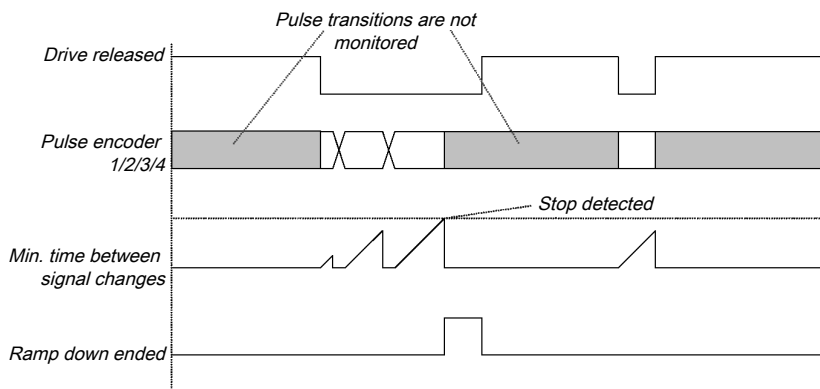 Pulse transitions are not
monitored
Drive released
Pulse encoder
1/2/3/4
Stop detected
Min. time between
signal changes
Ramp down ended